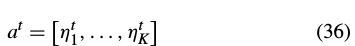 a^t = [η_1^t, . . . , η_K^t] (36)